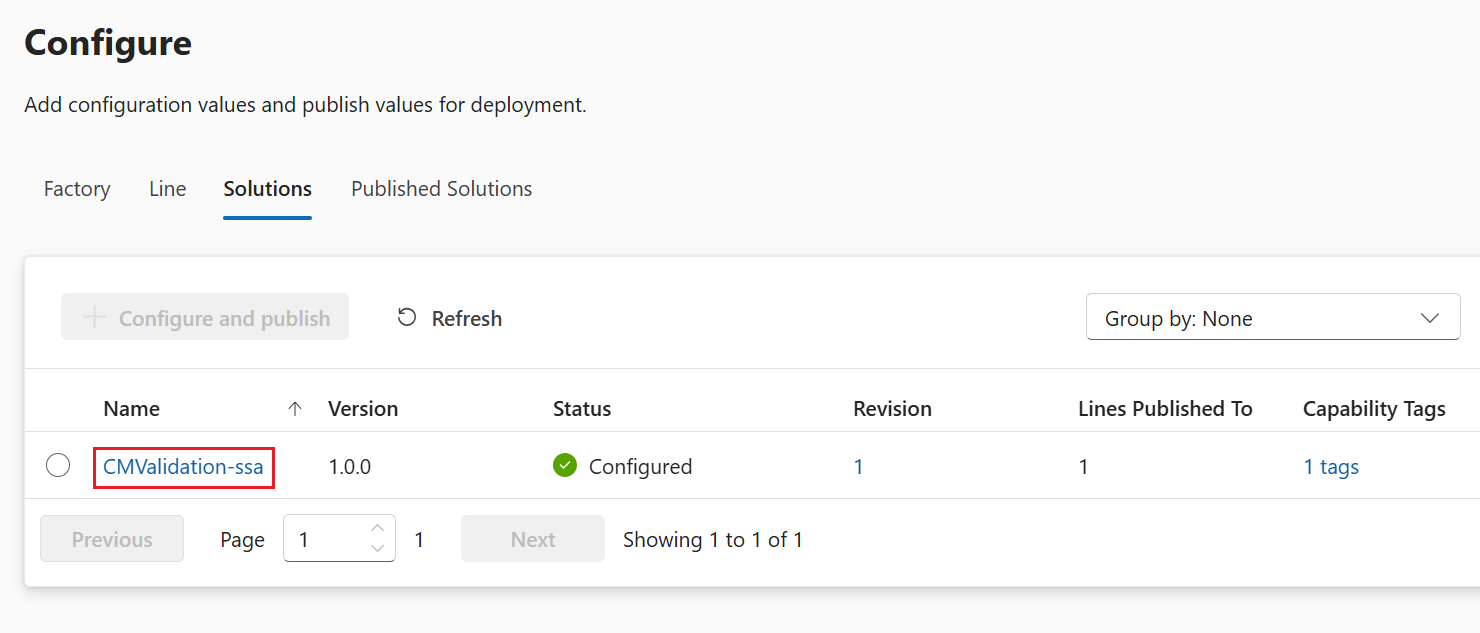 Configure
Add configuration values and publish values for deployment.
Factory Line Solutions Published Solutions
Configure and publish Refresh Group by: None
Name Version Status Revision Lines Published To Capability Tags
CMValidation-ssa 1.0.0 Configured 1 1 1 tags
Previous Page 1 1 Next Showing 1 to 1 of 1